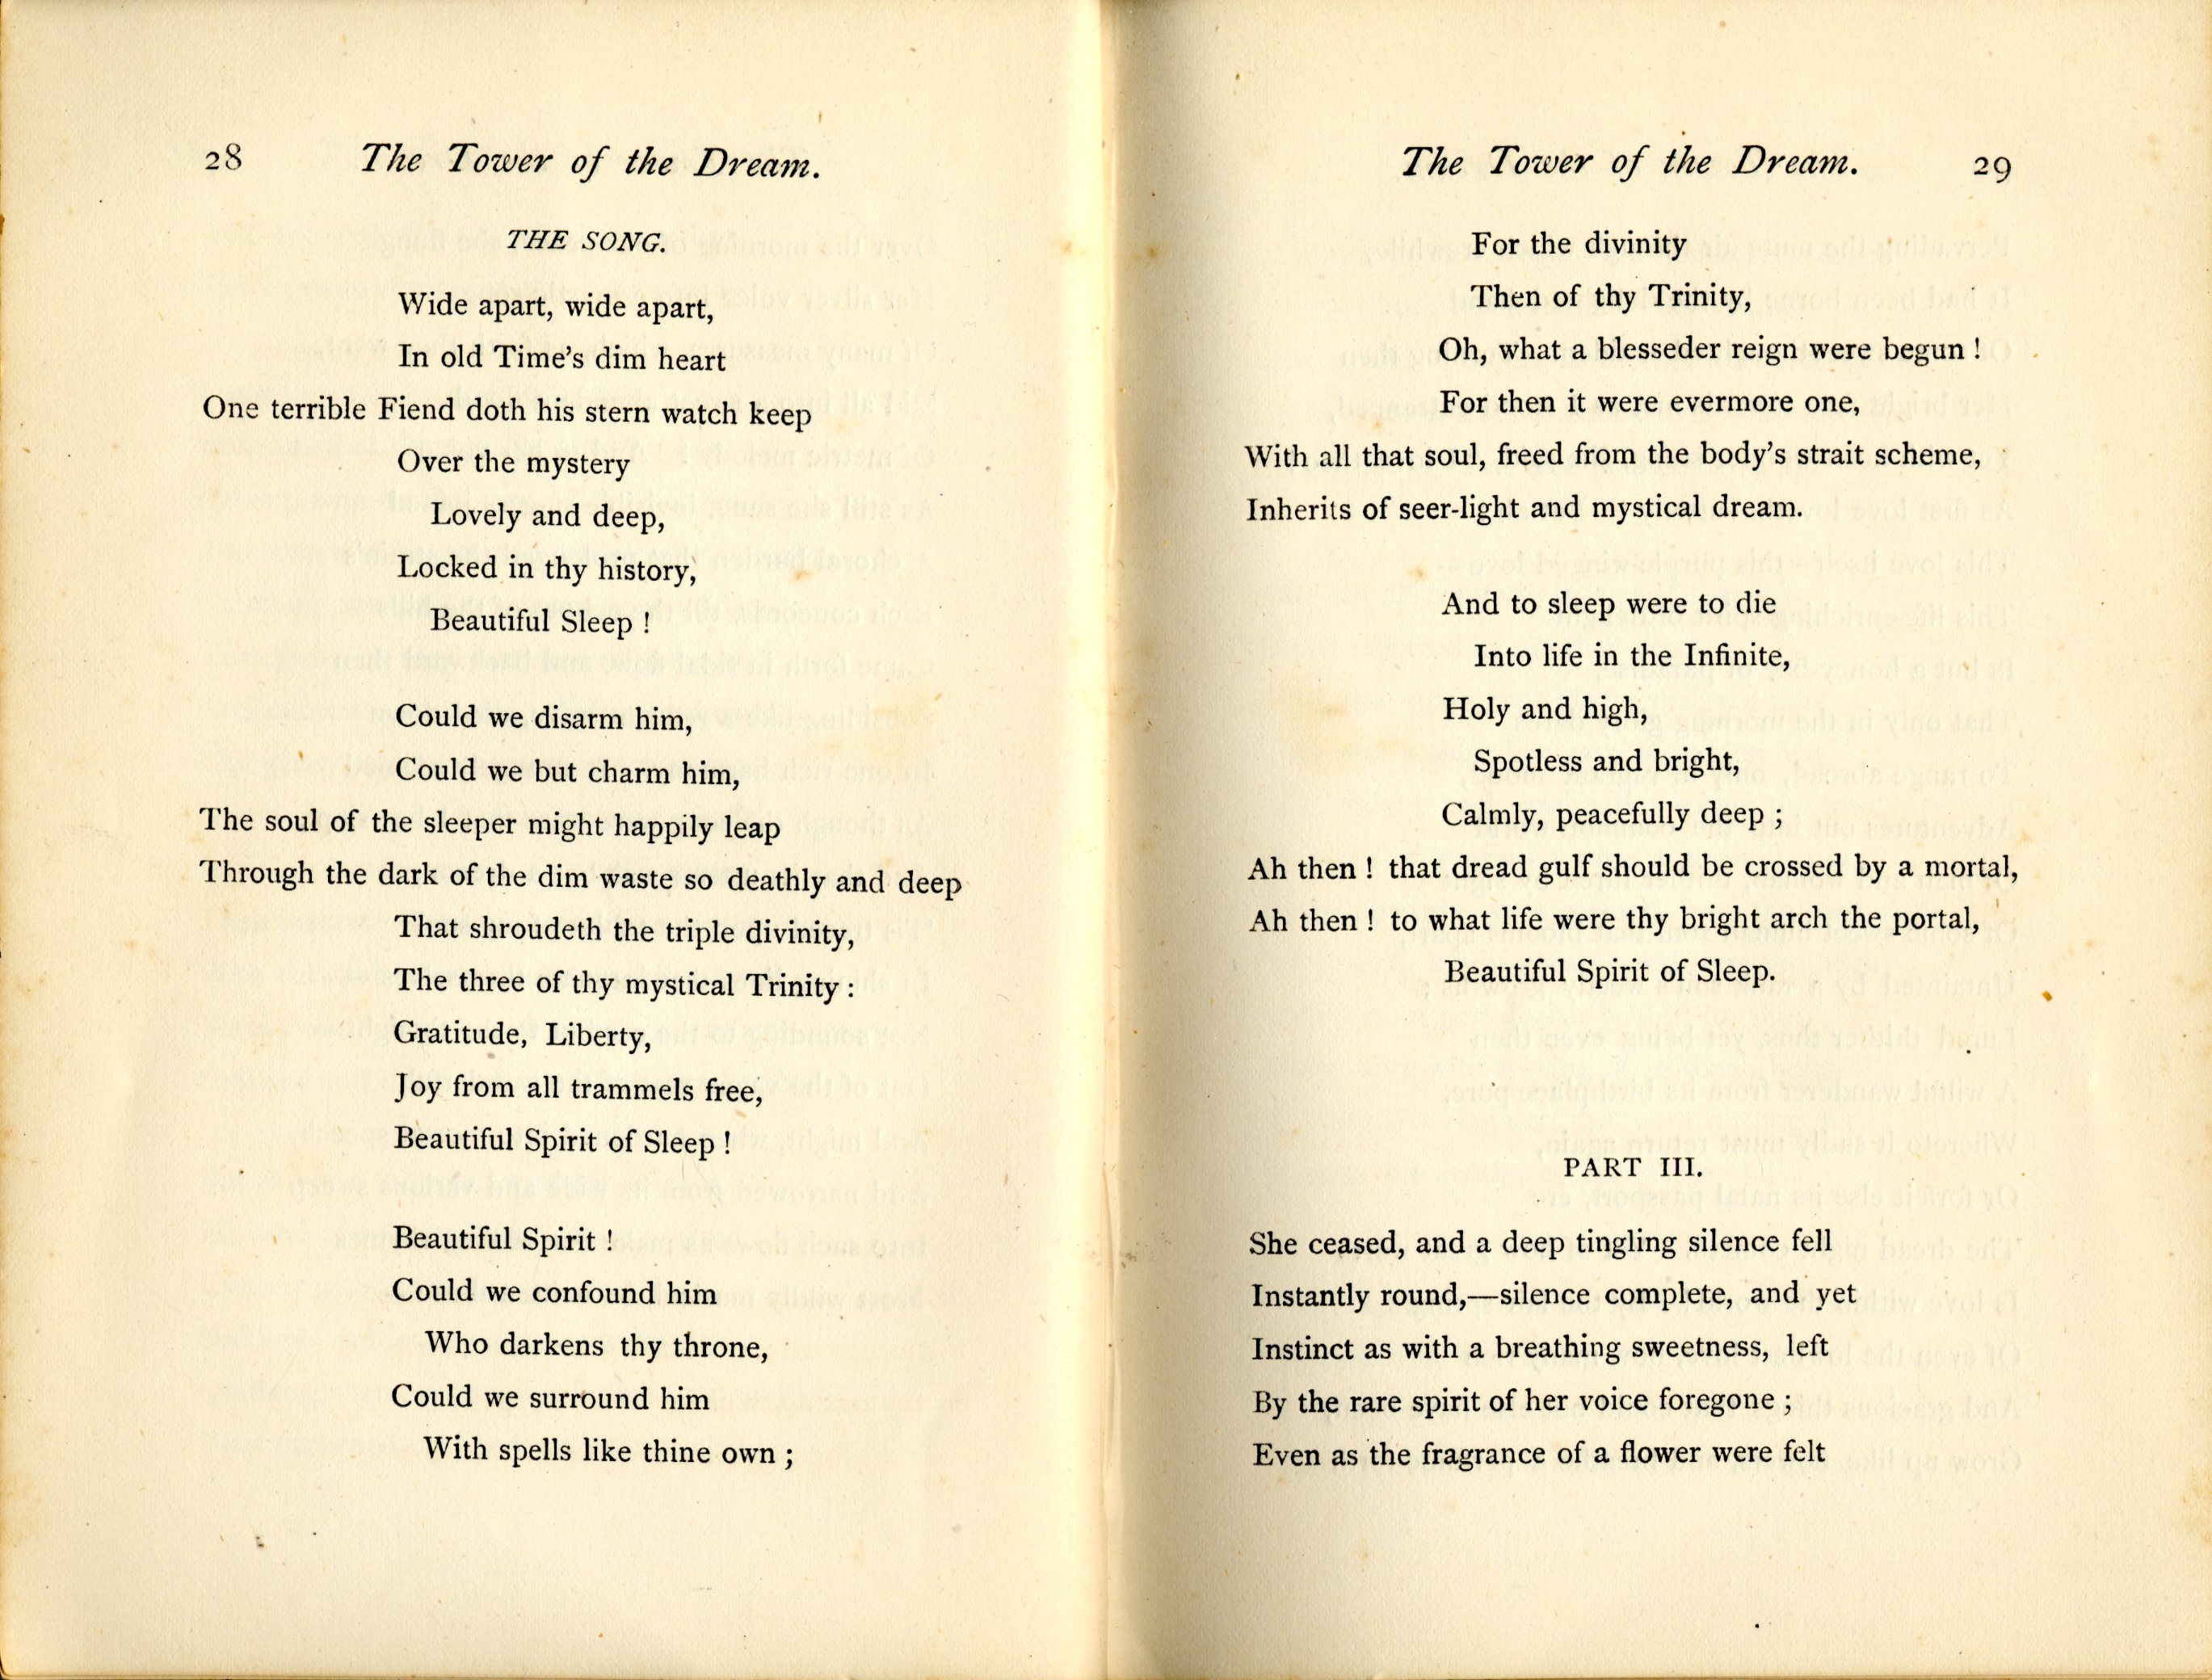 28 The Tower of the Dream.
THE SONG.
Wide apart, wide apart,
In old Time's dim heart
One terrible Fiend doth his stern watch keep
Over the mystery
Lovely and deep,
Locked in thy history,
Beautiful Sleep !
Could we disarm him,
Could we but charm him,
The soul of the sleeper might happily leap
Through the dark of the dim waste so deathly and deep
That shroudeth the triple divinity,
The three of thy mystical Trinity :
Gratitude, Liberty,
Joy from all trammels free,
Beautiful Spirit of Sleep !
Beautiful Spirit !
Could we confound him
Who darkens thy throne,
Could we surround him
With spells like thine own ;
The Tower of the Dream. 29
For the divinity
Then of thy Trinity,
Oh, what a blesseder reign were begun !
For then it were evermore one,
With all that soul, freed from the body's strait scheme,
Inherits of seer-light and mystical dream.
And to sleep were to die
Into life in the Infinite,
Holy and high,
Spotless and bright,
Calmly, peacefully deep ;
Ah then ! that dread gulf should be crossed by a mortal,
Ah then ! to what life were thy bright arch the portal,
Beautiful Spirit of Sleep.
PART III.
She ceased, and a deep tingling silence fell
Instantly round,—silence complete, and yet
Instinct as with a breathing sweetness, left
By the rare spirit of her voice foregone ;
Even as the fragrance of a flower were felt